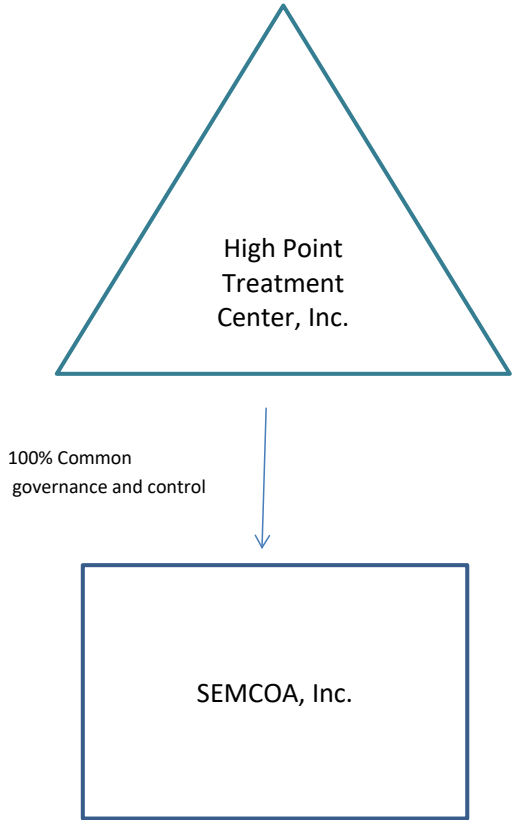 High Point
Treatment
Center, Inc.
100% Common
governance and control
SEMCOA, Inc.